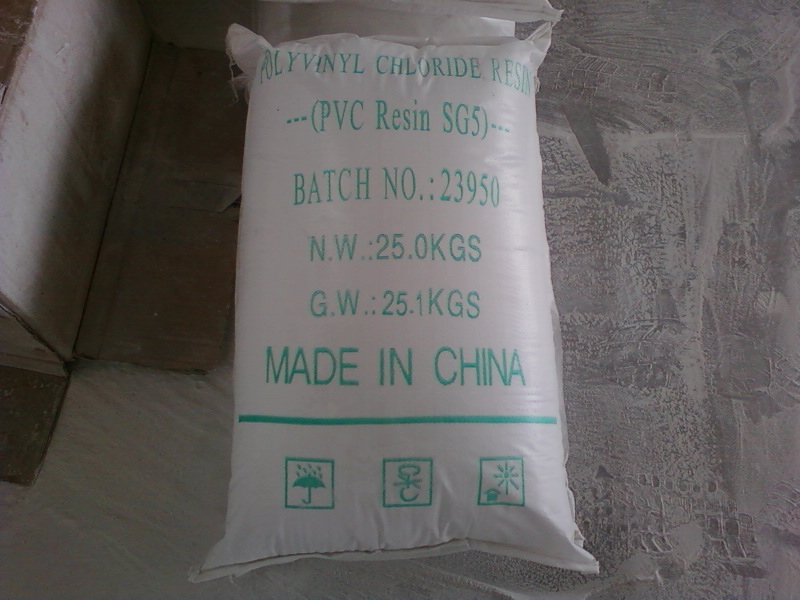 POLYVINYL CHLORIDE RESIN
---(PVC Resin SG5)---
BATCH NO.:23950
N.W.:25.0KGS
G.W.:25.1KGS
MADE IN CHINA